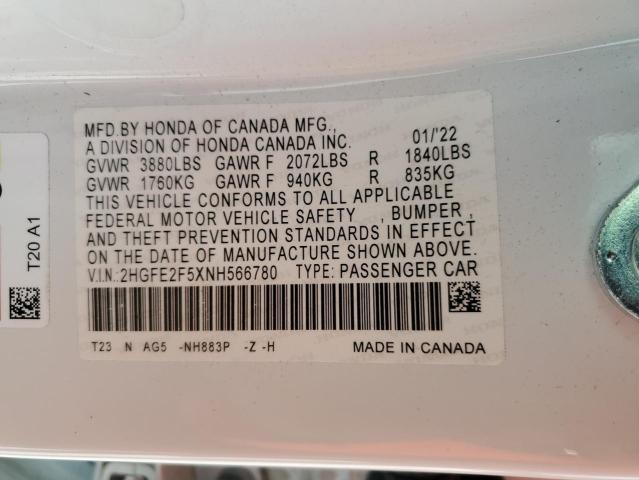 MFD. BY HONDA OF CANADA MFG.,
A DIVISION OF HONDA CANADA INC. 01/'22
GVWR 3880LBS GAWR F 2072LBS R 1840LBS
GVWR 1760KG GAWR F 940KG R 835KG
THIS VEHICLE CONFORMS TO ALL APPLICABLE
FEDERAL MOTOR VEHICLE SAFETY , BUMPER ,
AND THEFT PREVENTION STANDARDS IN EFFECT
ON THE DATE OF MANUFACTURE SHOWN ABOVE.
V.I.N.:2HGFE2F5XNH566780 TYPE: PASSENGER CAR
T23 N AG5 -NH883P -Z -H MADE IN CANADA
T20 A1